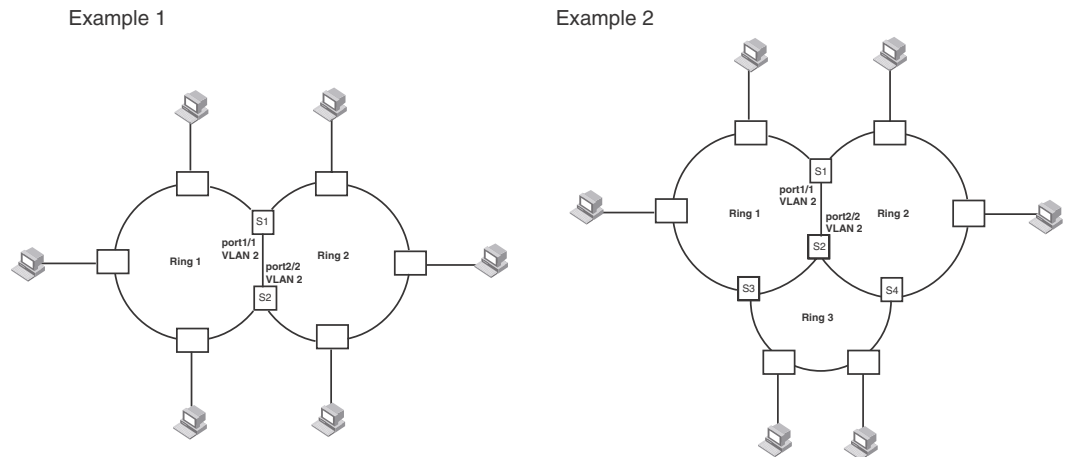 Example 1
S1
port1/1
VLAN 2
Ring 1
Ring 2
port2/2
VLAN 2
S2
Example 2
S1
port1/1
VLAN 2
Ring 1
Ring 2
port2/2
VLAN 2
S2
S3
S4
Ring 3